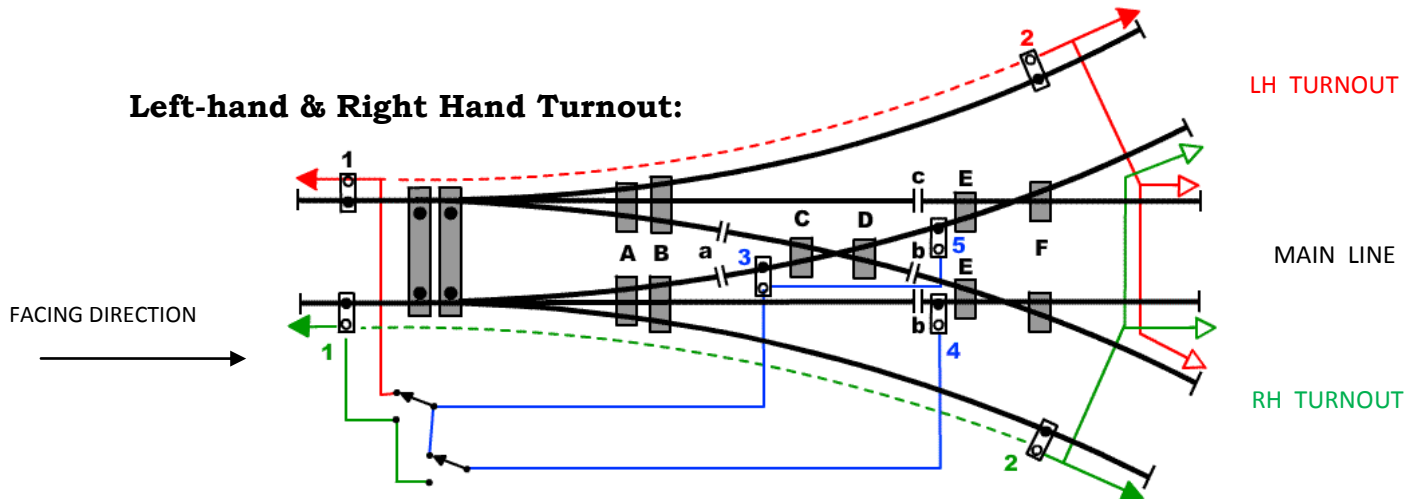 2
LH TURNOUT
Left-hand & Right Hand Turnout:
1
c
E
C
D
A
B
a
3
b
5
F
MAIN LINE
E
FACING DIRECTION
b
1
4
RH TURNOUT
2